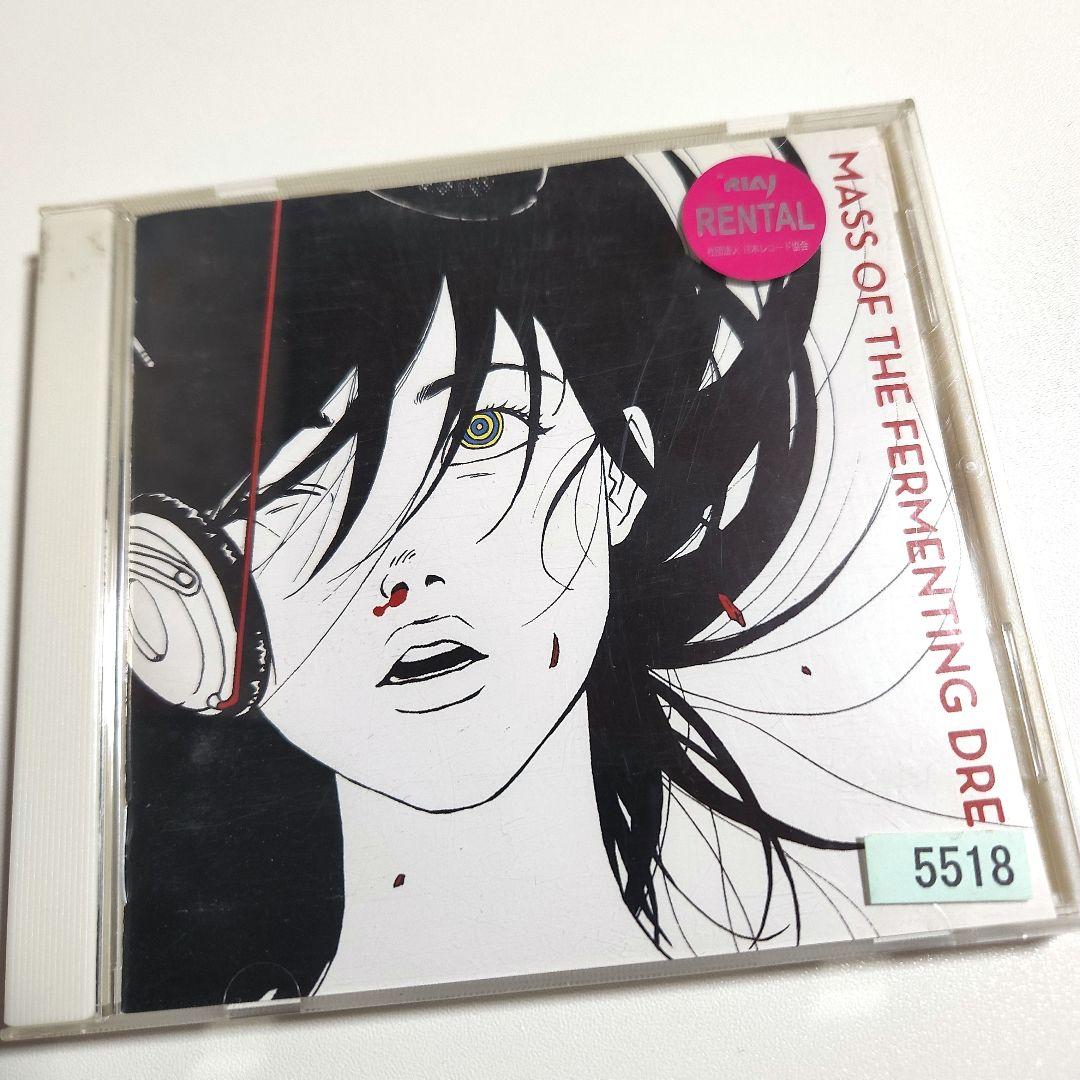 RIAJ
RENTAL
社団法人 日本レコード協会
MASS OF THE FERMENTING DRE
5518